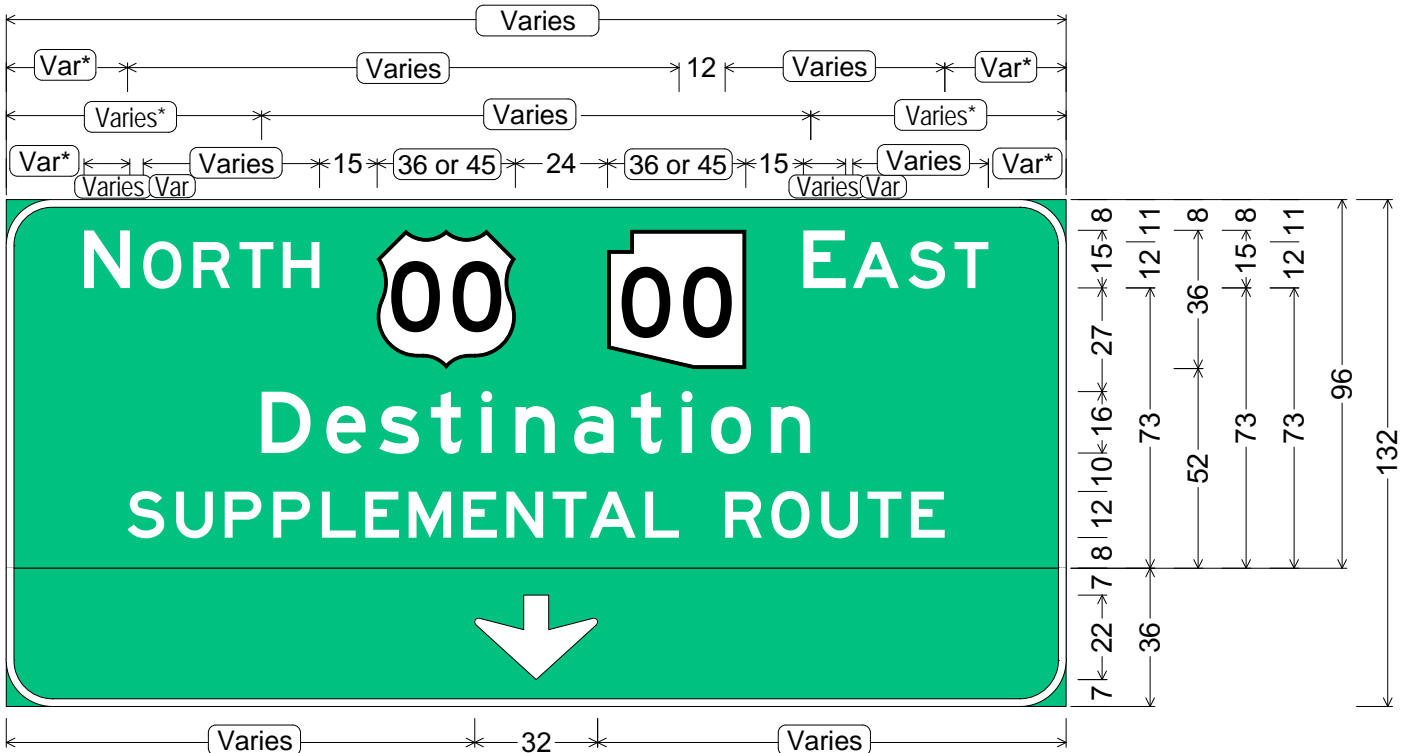 Varies
Var* Varies 12 Varies Var*
Varies* Varies Varies*
Var* Varies 15 36 or 45 24 36 or 45 15 Varies Var*
Varies Var Varies Var
NORTH 00 00 EAST
Destination
SUPPLEMENTAL ROUTE
8 15 27 16 10 12 8 7 22 7
11 12 73 36
8 36 52
8 15 73
11 12 73
96
132
Varies 32 Varies